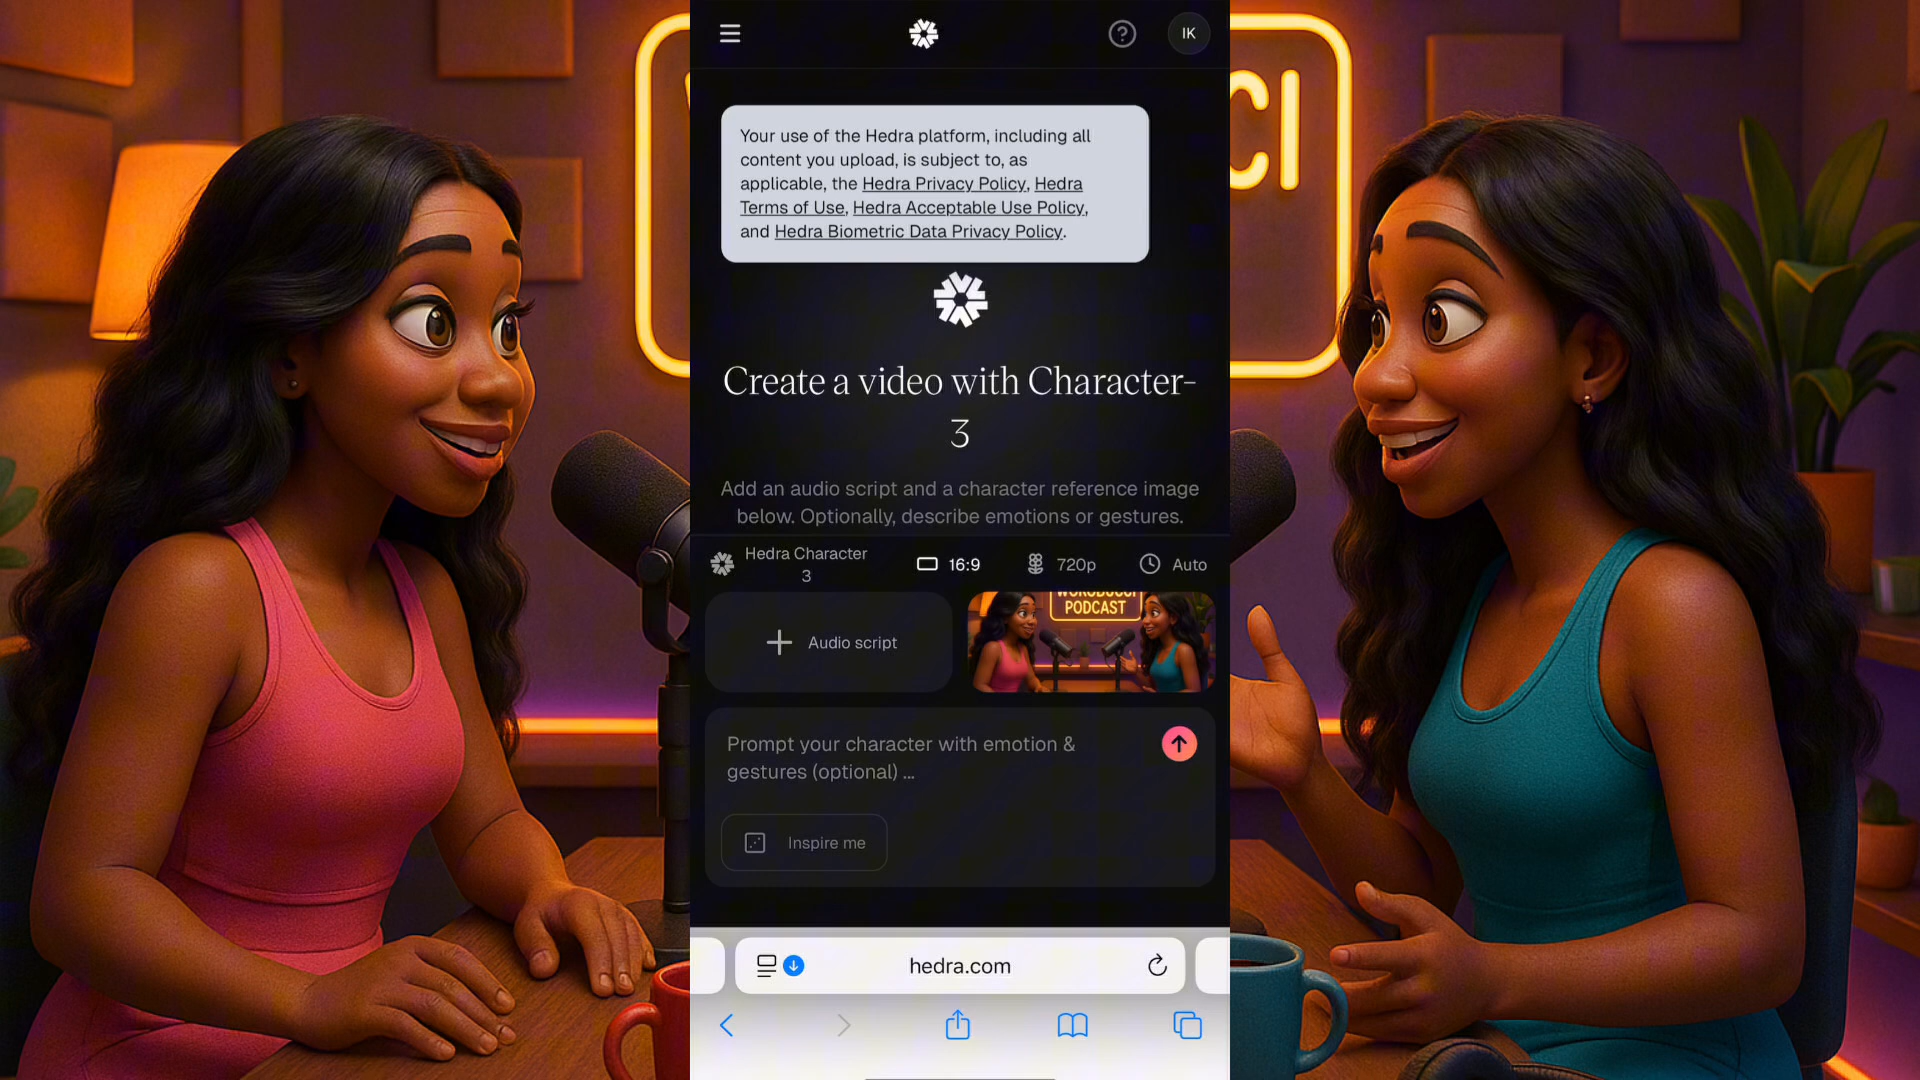 IK
CI
Your use of the Hedra platform, including all
content you upload, is subject to, as
applicable, the Hedra Privacy Policy, Hedra
Terms of Use, Hedra Acceptable Use Policy,
and Hedra Biometric Data Privacy Policy.
Create a video with Character-
3
Add an audio script and a character reference image
below. Optionally, describe emotions or gestures.
Hedra Character
3
16:9
720p
Auto
Audio script
PODCAST
Prompt your character with emotion &
gestures (optional) ...
Inspire me
hedra.com